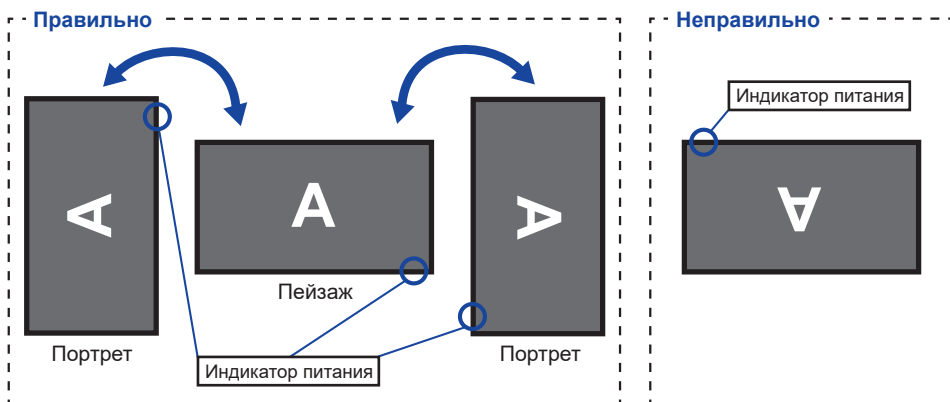 Правильно
Неправильно
Индикатор питания
A
A
A
A
Пейзаж
Портрет
Индикатор питания
Портрет